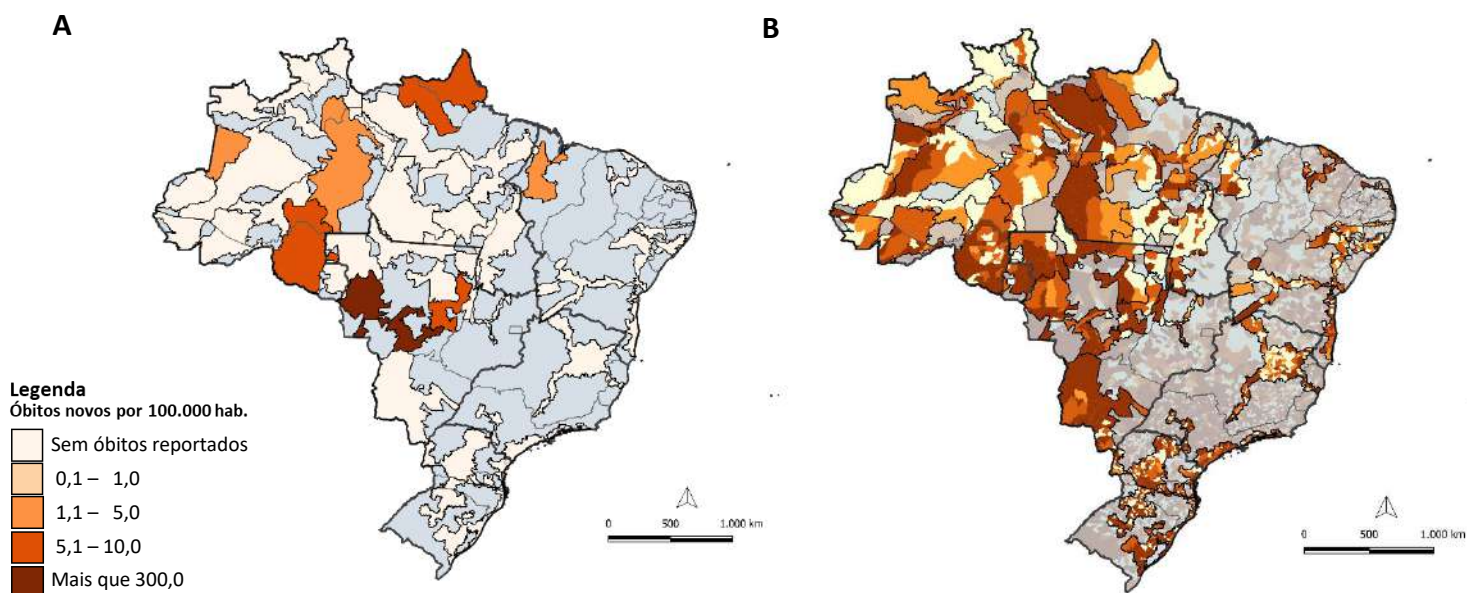 A
B
Legenda
Óbitos novos por 100.000 hab.
Sem óbitos reportados
0,1 – 1,0
1,1 – 5,0
5,1 – 10,0
Mais que 300,0
0 500 1.000 km
0 500 1.000 km